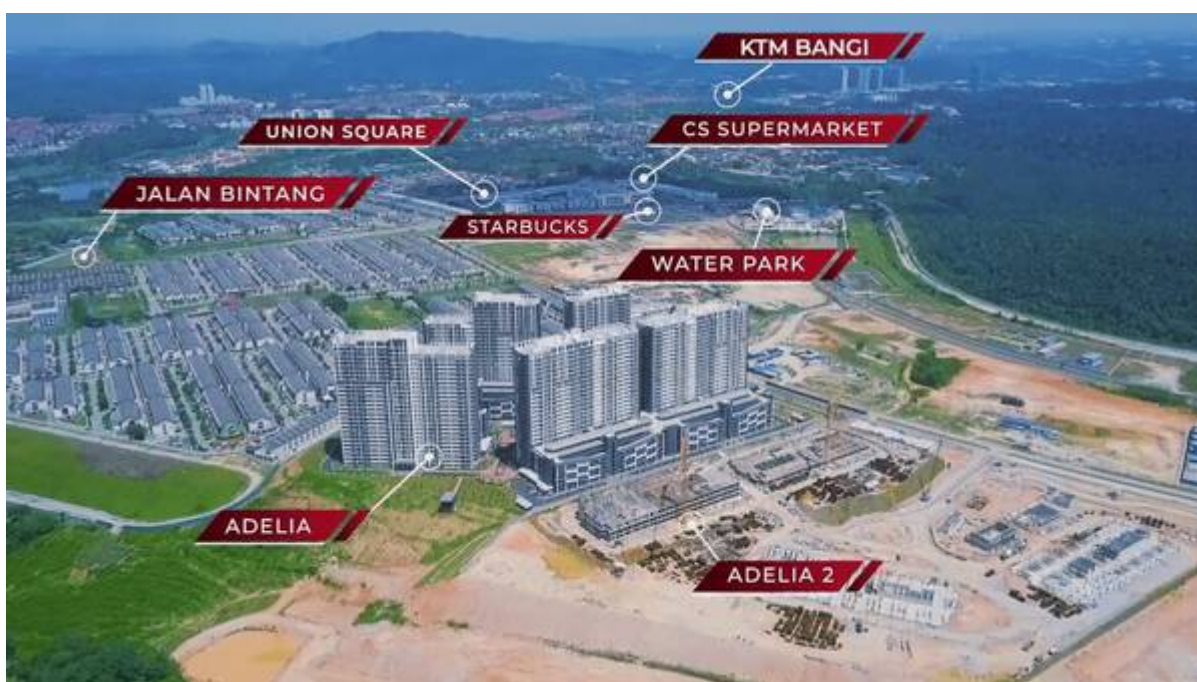 KTM BANGI
UNION SQUARE
CS SUPERMARKET
JALAN BINTANG
STARBUCKS
WATER PARK
ADELIA
ADELIA 2